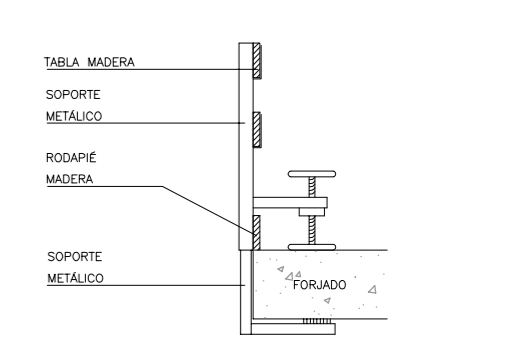 TABLA MADERA
SOPORTE
METÁLICO
RODAPIÉ
MADERA
SOPORTE
METÁLICO
FORJADO